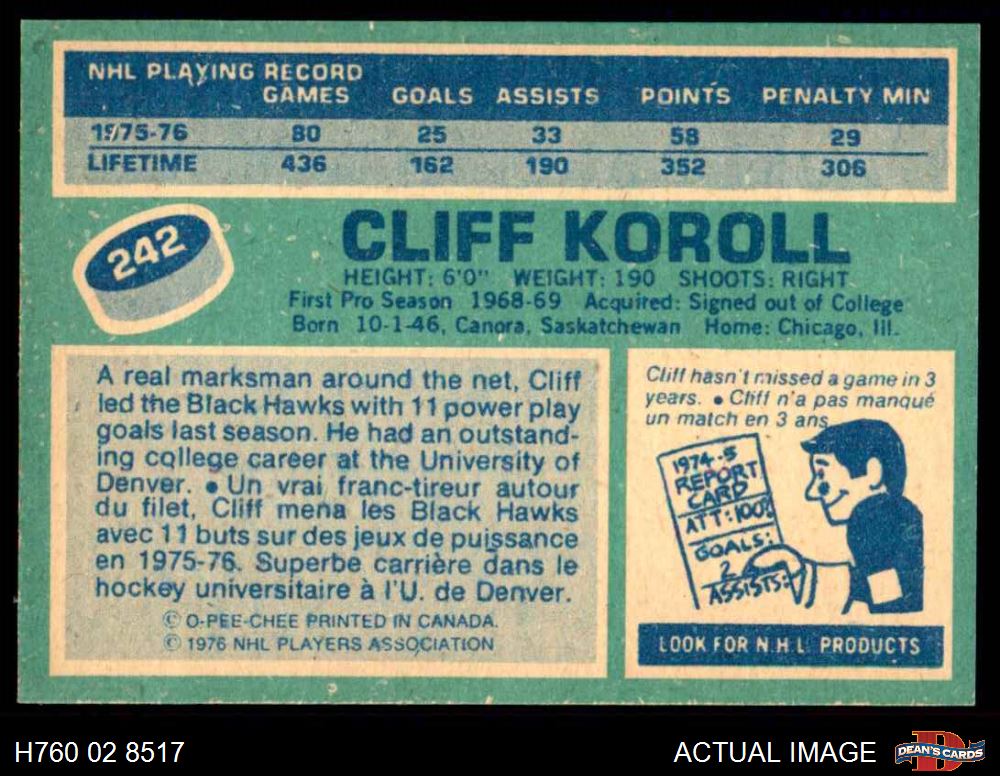 NHL PLAYING RECORD
GAMES GOALS ASSISTS POINTS PENALTY MIN
1975-76 80 25 33 58 29
LIFETIME 436 162 190 352 306
242
CLIFF KOROLL
HEIGHT: 6'0" WEIGHT: 190 SHOOTS: RIGHT
First Pro Season 1968-69 Acquired: Signed out of College
Born 10-1-46, Canora, Saskatchewan Home: Chicago, Ill.
A real marksman around the net, Cliff
led the Black Hawks with 11 power play
goals last season. He had an outstand-
ing college career at the University of
Denver. ● Un vrai franc-tireur autour
du filet, Cliff mena les Black Hawks
avec 11 buts sur des jeux de puissance
en 1975-76. Superbe carrière dans le
hockey universitaire à l'U. de Denver.
© O-PEE-CHEE PRINTED IN CANADA.
© 1976 NHL PLAYERS ASSOCIATION
Cliff hasn't missed a game in 3
years. ● Cliff n'a pas manqué
un match en 3 ans
1974-5
REPORT
CARD
ATT: 100%
GOALS:
2
ASSISTS:
LOOK FOR N.H.L. PRODUCTS
H760 02 8517
ACTUAL IMAGE
D
DEAN'S CARDS